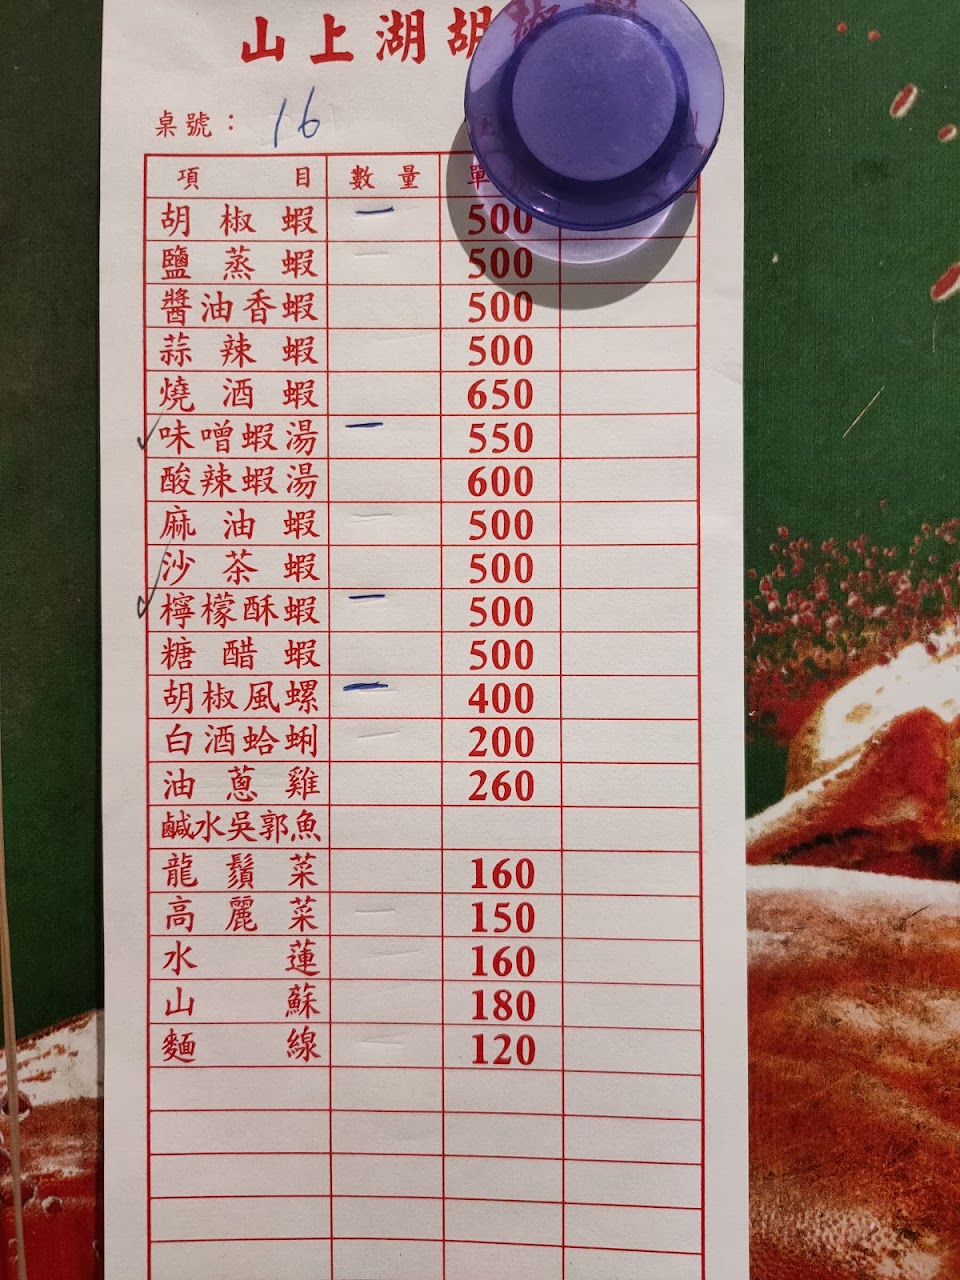 山上湖胡椒
桌號： 16
項 目 數 量 單
胡椒蝦 一 500
鹽蒸蝦 500
醬油香蝦 500
蒜辣蝦 500
燒酒蝦 650
✓味噌蝦湯 一 550
酸辣蝦湯 600
麻油蝦 500
沙茶蝦 500
✓檸檬酥蝦 一 500
糖醋蝦 500
胡椒風螺 一 400
白酒蛤蜊 200
油蔥雞 260
鹹水吳郭魚
龍鬚菜 160
高麗菜 150
水蓮 160
山蘇 180
麵線 120